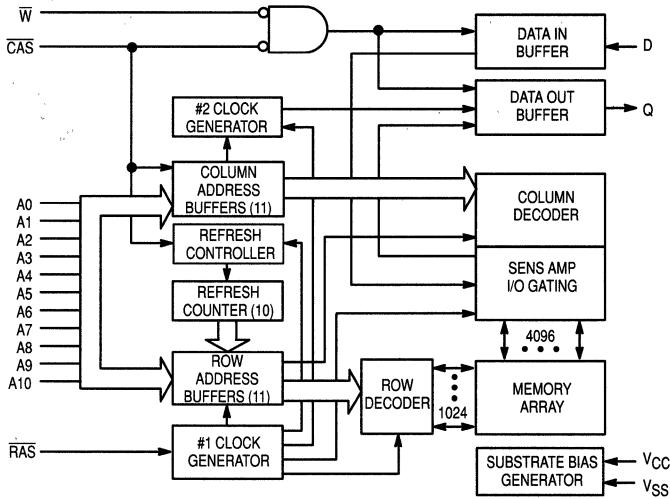 W̅
C̅A̅S̅
DATA IN
BUFFER
D
DATA OUT
BUFFER
Q
#2 CLOCK
GENERATOR
COLUMN
ADDRESS
BUFFERS (11)
COLUMN
DECODER
A0
A1
A2
A3
A4
A5
A6
A7
A8
A9
A10
REFRESH
CONTROLLER
SENS AMP
I/O GATING
REFRESH
COUNTER (10)
4096
ROW
ADDRESS
BUFFERS (11)
ROW
DECODER
1024
MEMORY
ARRAY
R̅A̅S̅
#1 CLOCK
GENERATOR
SUBSTRATE BIAS
GENERATOR
VCC
VSS